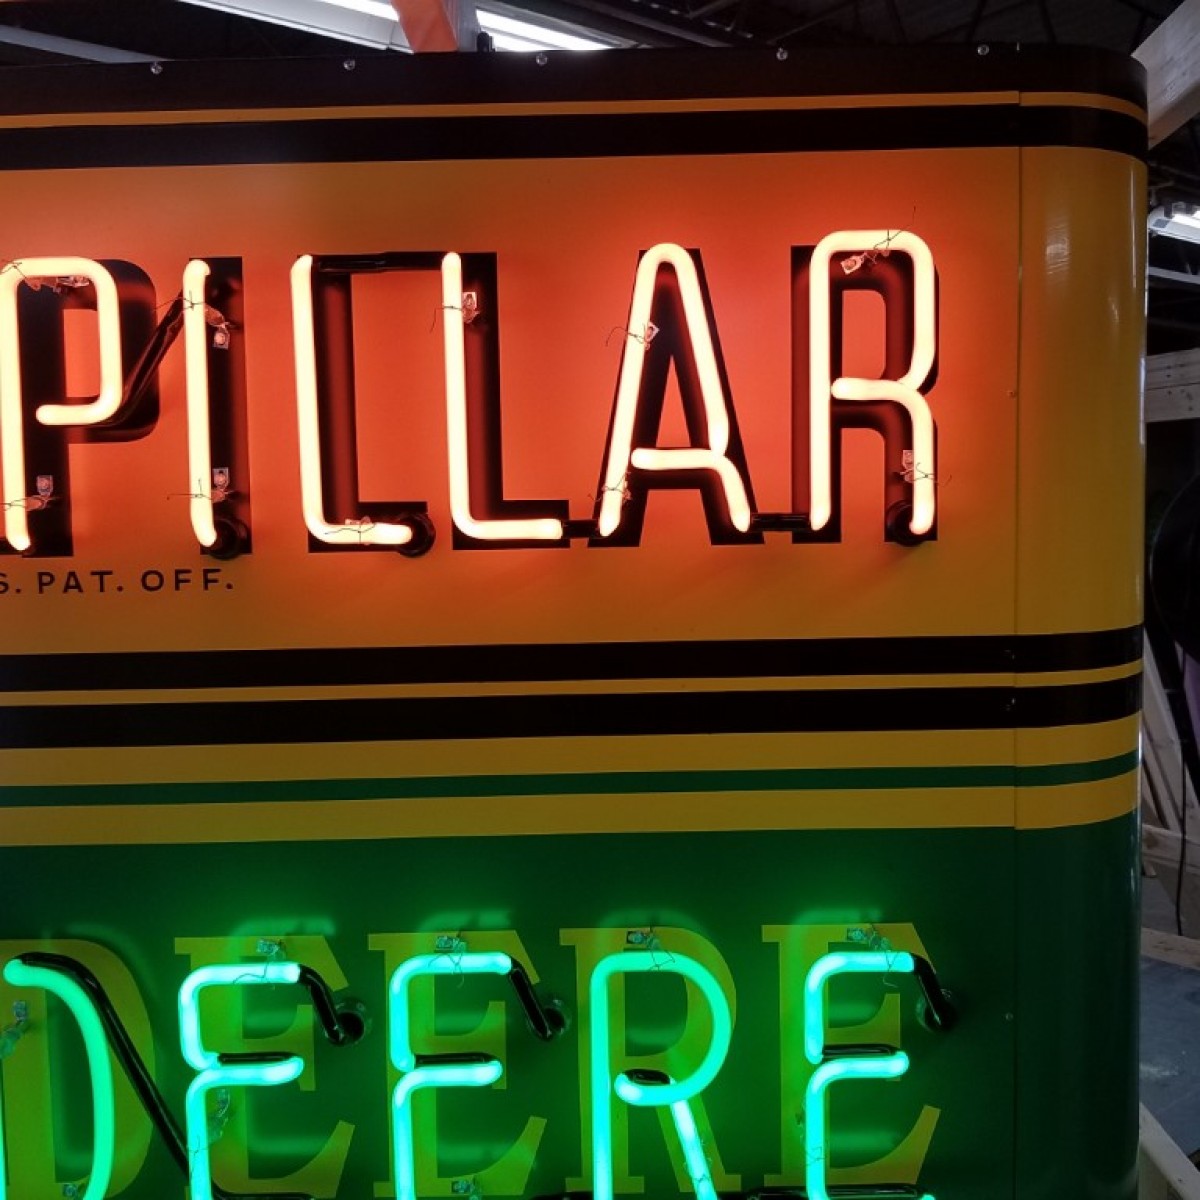 PILLAR
S. PAT. OFF.
DEERE